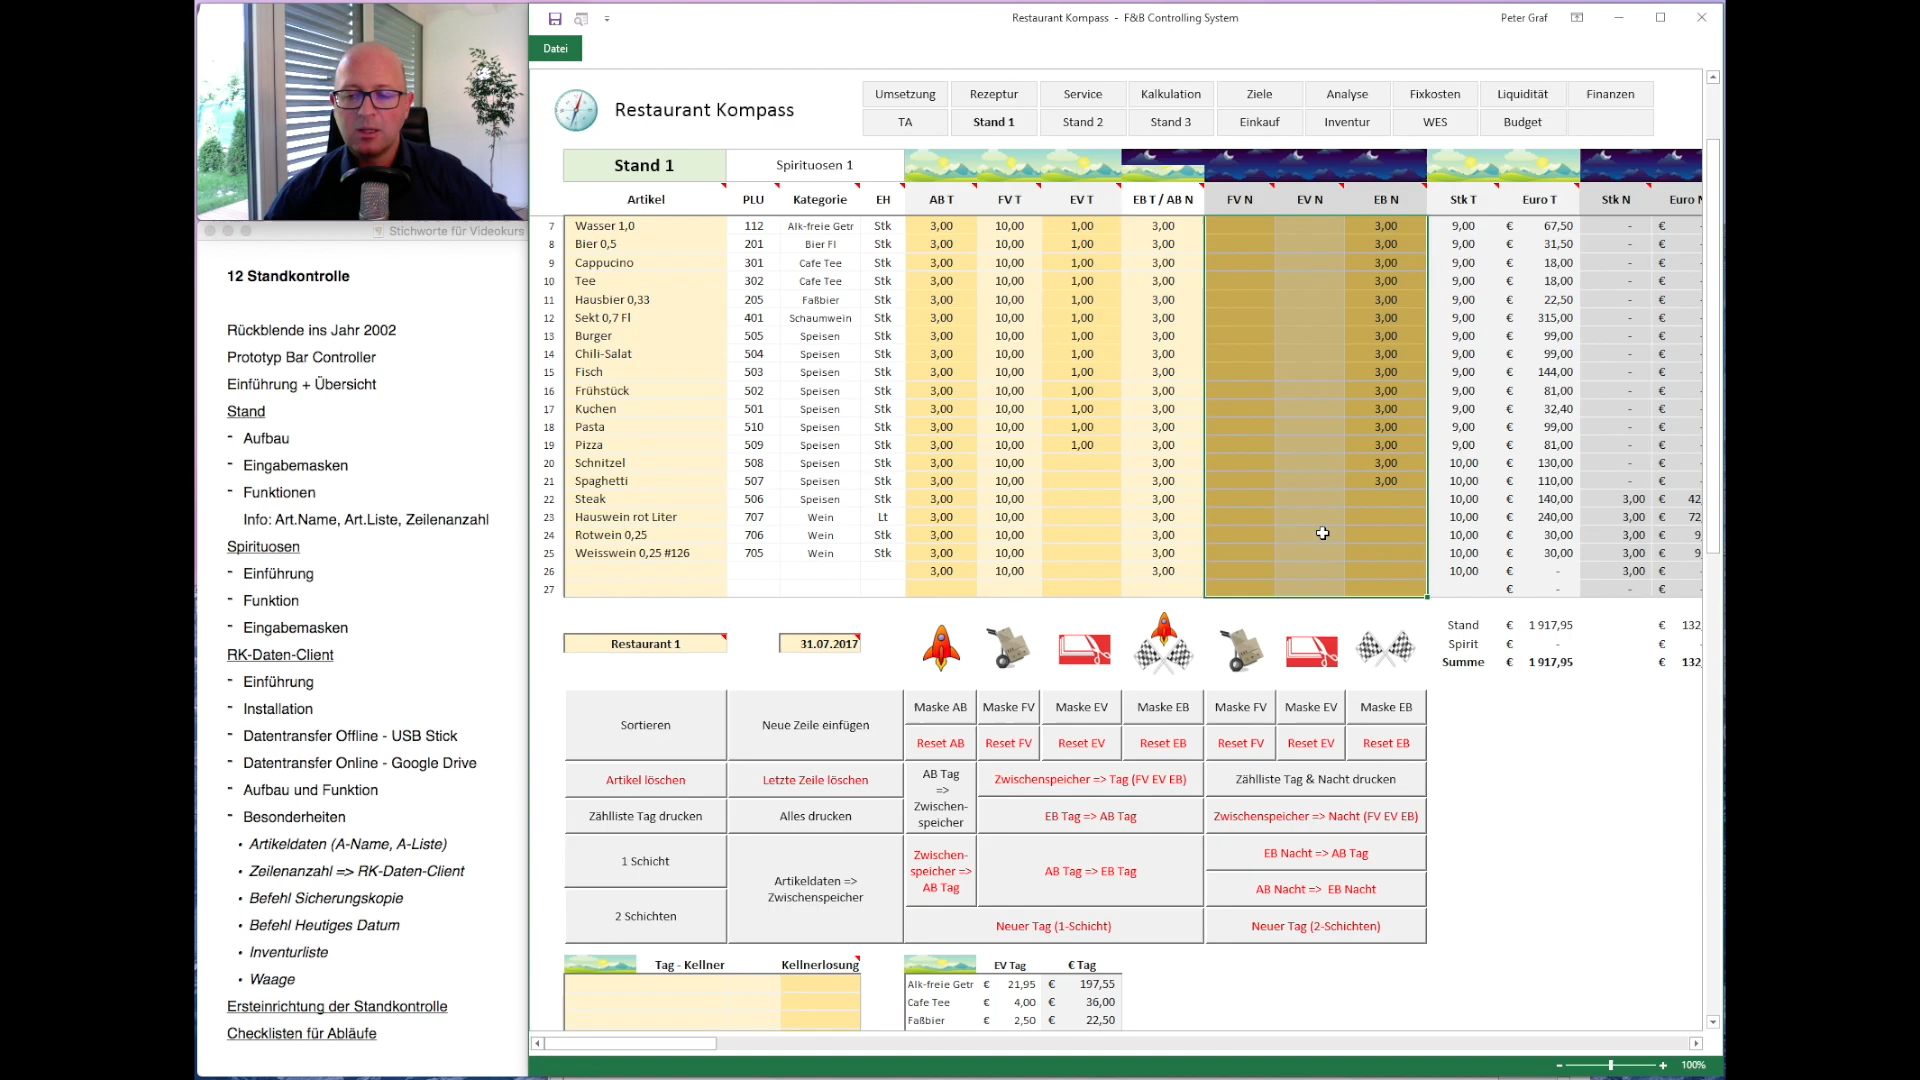 Restaurant Kompass - F&B Controlling System
Peter Graf
Datei
Restaurant Kompass
Umsetzung Rezeptur Service Kalkulation Ziele Analyse Fixkosten Liquidität Finanzen
TA Stand 1 Stand 2 Stand 3 Einkauf Inventur WES Budget
Stand 1 Spirituosen 1
Artikel PLU Kategorie EH AB T FV T EV T EB T / AB N FV N EV N EB N Stk T Euro T Stk N Euro N
7 Wasser 1,0 112 Alk-freie Getr Stk 3,00 10,00 1,00 3,00 3,00 9,00 € 67,50 - € -
8 Bier 0,5 201 Bier Fl Stk 3,00 10,00 1,00 3,00 3,00 9,00 € 31,50 - € -
9 Cappucino 301 Cafe Tee Stk 3,00 10,00 1,00 3,00 3,00 9,00 € 18,00 - € -
10 Tee 302 Cafe Tee Stk 3,00 10,00 1,00 3,00 3,00 9,00 € 18,00 - € -
11 Hausbier 0,33 205 Faßbier Stk 3,00 10,00 1,00 3,00 3,00 9,00 € 22,50 - € -
12 Sekt 0,7 Fl 401 Schaumwein Stk 3,00 10,00 1,00 3,00 3,00 9,00 € 315,00 - € -
13 Burger 505 Speisen Stk 3,00 10,00 1,00 3,00 3,00 9,00 € 99,00 - € -
14 Chili-Salat 504 Speisen Stk 3,00 10,00 1,00 3,00 3,00 9,00 € 99,00 - € -
15 Fisch 503 Speisen Stk 3,00 10,00 1,00 3,00 3,00 9,00 € 144,00 - € -
16 Frühstück 502 Speisen Stk 3,00 10,00 1,00 3,00 3,00 9,00 € 81,00 - € -
17 Kuchen 501 Speisen Stk 3,00 10,00 1,00 3,00 3,00 9,00 € 32,40 - € -
18 Pasta 510 Speisen Stk 3,00 10,00 1,00 3,00 3,00 9,00 € 99,00 - € -
19 Pizza 509 Speisen Stk 3,00 10,00 1,00 3,00 3,00 9,00 € 81,00 - € -
20 Schnitzel 508 Speisen Stk 3,00 10,00 3,00 3,00 10,00 € 130,00 - € -
21 Spaghetti 507 Speisen Stk 3,00 10,00 3,00 3,00 10,00 € 110,00 - € -
22 Steak 506 Speisen Stk 3,00 10,00 3,00 10,00 € 140,00 3,00 € 42,
23 Hauswein rot Liter 707 Wein Lt 3,00 10,00 3,00 10,00 € 240,00 3,00 € 72,
24 Rotwein 0,25 706 Wein Stk 3,00 10,00 3,00 10,00 € 30,00 3,00 € 9,
25 Weisswein 0,25 #126 705 Wein Stk 3,00 10,00 3,00 10,00 € 30,00 3,00 € 9,
26 3,00 10,00 3,00 10,00 € - 3,00 € -
27 € - - € -
Restaurant 1 31.07.2017
Stand € 1 917,95 € 132,
Spirit € - € -
Summe € 1 917,95 € 132,
Sortieren Neue Zeile einfügen Maske AB Maske FV Maske EV Maske EB Maske FV Maske EV Maske EB
Reset AB Reset FV Reset EV Reset EB Reset FV Reset EV Reset EB
Artikel löschen Letzte Zeile löschen
AB Tag
=>
Zwischen-
speicher
Zwischenspeicher => Tag (FV EV EB) Zählliste Tag & Nacht drucken
Zählliste Tag drucken Alles drucken EB Tag => AB Tag Zwischenspeicher => Nacht (FV EV EB)
1 Schicht
Artikeldaten =>
Zwischenspeicher
Zwischen-
speicher =>
AB Tag
AB Tag => EB Tag
EB Nacht => AB Tag
AB Nacht => EB Nacht
2 Schichten
Neuer Tag (1-Schicht) Neuer Tag (2-Schichten)
Tag - Kellner Kellnerlosung EV Tag € Tag
Alk-freie Getr € 21,95 € 197,55
Cafe Tee € 4,00 € 36,00
Faßbier € 2,50 € 22,50
100%
Stichworte für Videokurs
12 Standkontrolle
Rückblende ins Jahr 2002
Prototyp Bar Controller
Einführung + Übersicht
Stand
- Aufbau
- Eingabemasken
- Funktionen
Info: Art.Name, Art.Liste, Zeilenanzahl
Spirituosen
- Einführung
- Funktion
- Eingabemasken
RK-Daten-Client
- Einführung
- Installation
- Datentransfer Offline - USB Stick
- Datentransfer Online - Google Drive
- Aufbau und Funktion
- Besonderheiten
• Artikeldaten (A-Name, A-Liste)
• Zeilenanzahl => RK-Daten-Client
• Befehl Sicherungskopie
• Befehl Heutiges Datum
• Inventurliste
• Waage
Ersteinrichtung der Standkontrolle
Checklisten für Abläufe